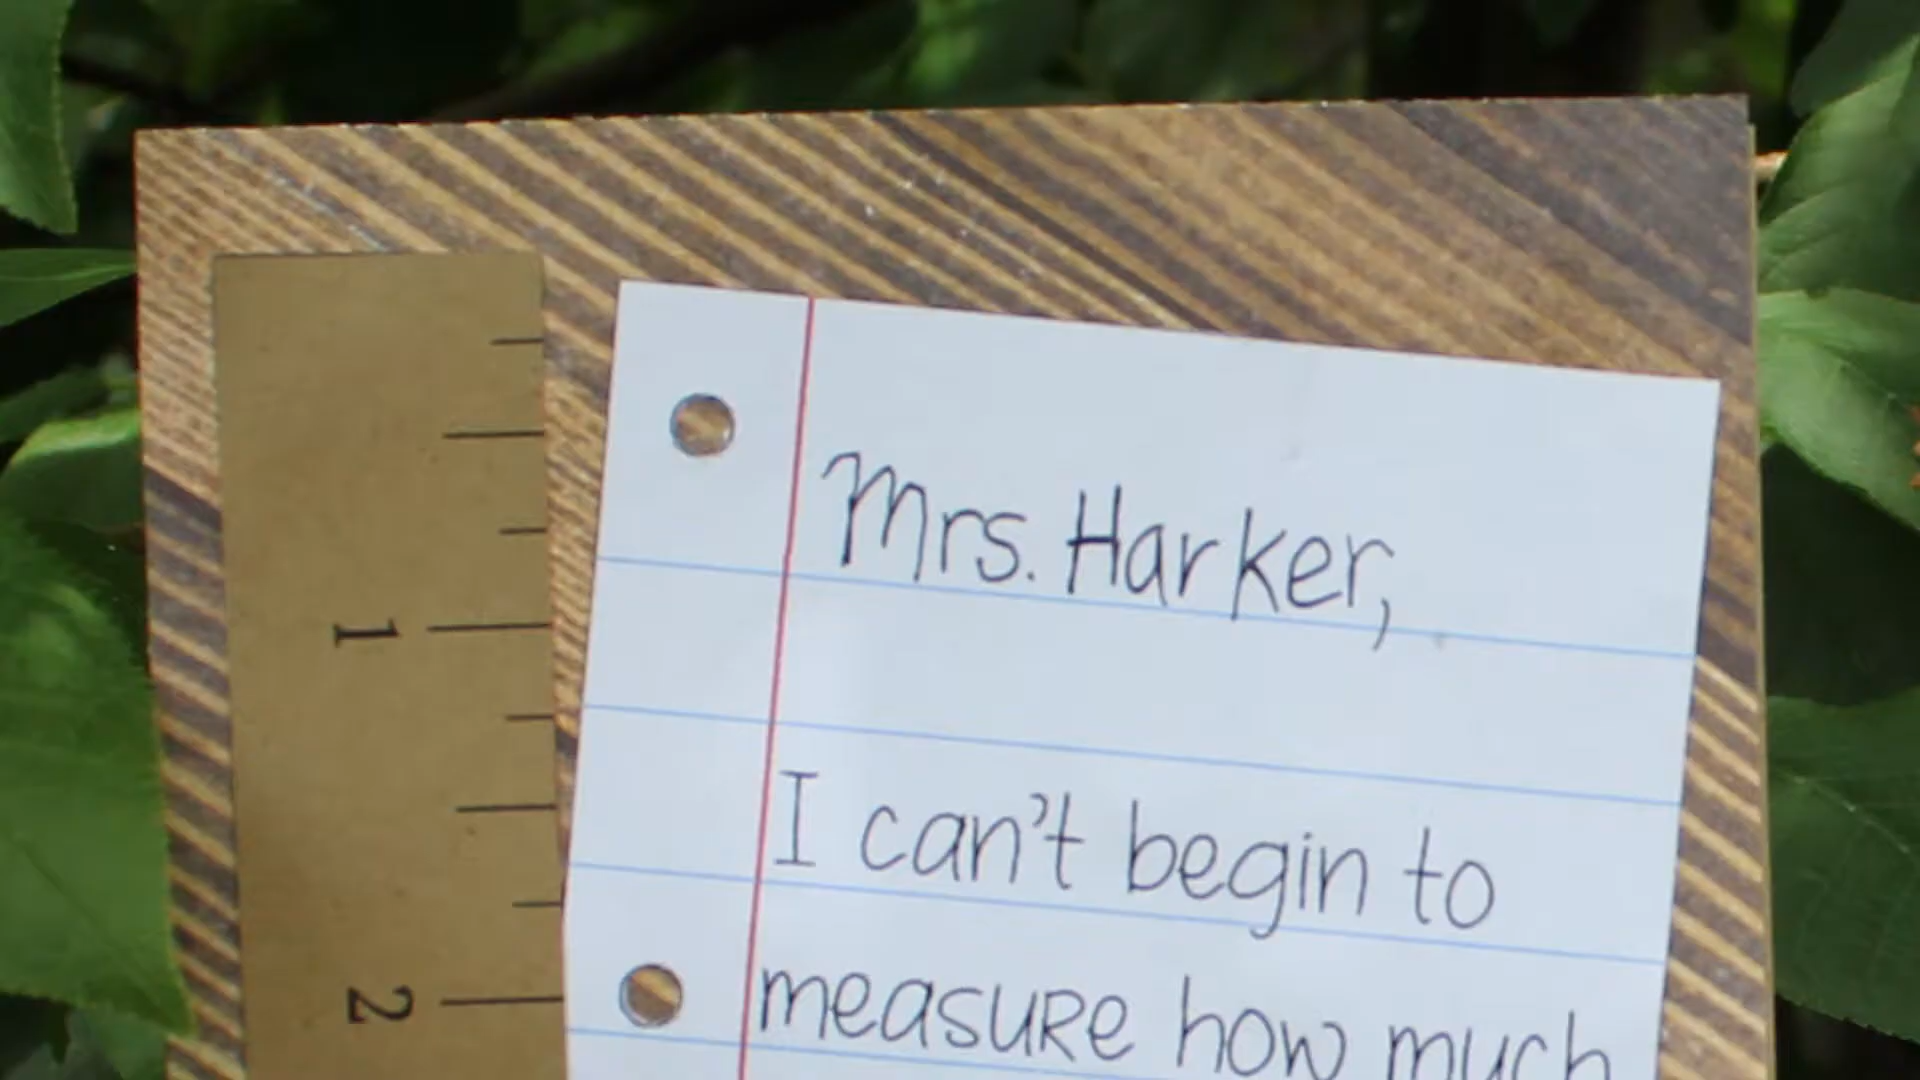 Mrs. Harker,
I can't begin to
measure how much
1
2